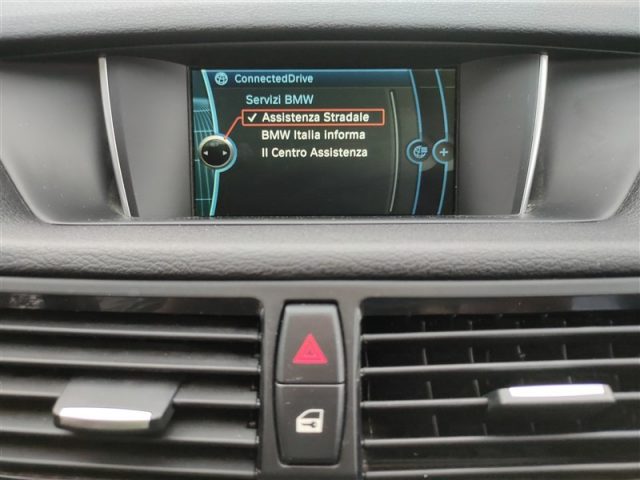 ConnectedDrive
Servizi BMW
✓ Assistenza Stradale
BMW Italia informa
Il Centro Assistenza